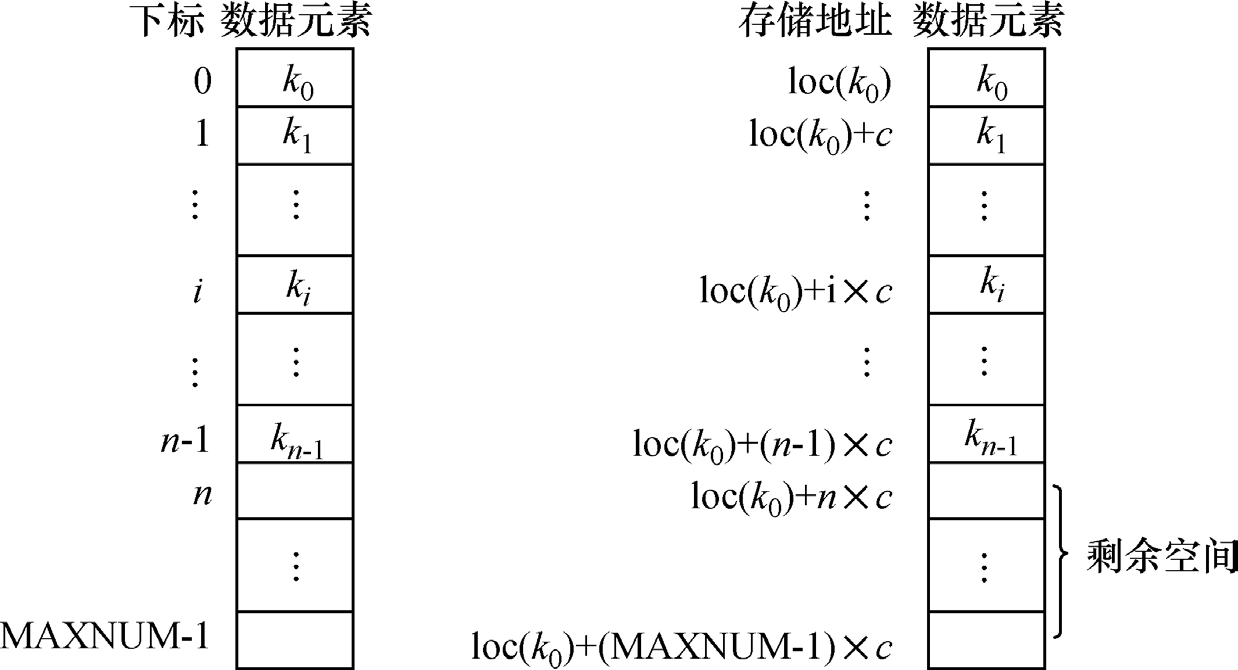 下标 数据元素 存储地址 数据元素
0 k₀ loc(k₀) k₀
1 k₁ loc(k₀)+c k₁
⋮ ⋮ ⋮ ⋮
i kᵢ loc(k₀)+i×c kᵢ
⋮ ⋮ ⋮ ⋮
n-1 kₙ₋₁ loc(k₀)+(n-1)×c kₙ₋₁
n loc(k₀)+n×c
⋮ ⋮ 剩余空间
MAXNUM-1 loc(k₀)+(MAXNUM-1)×c